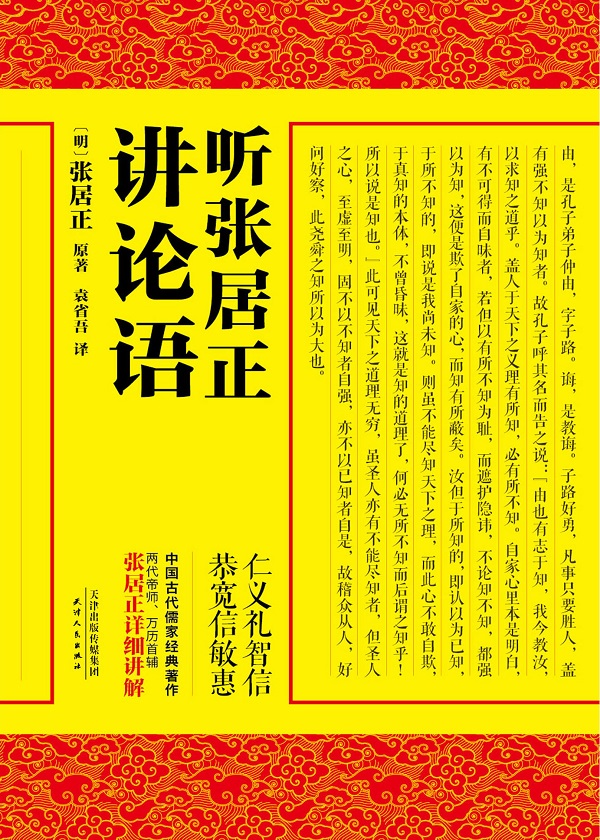 由，是孔子弟子仲由，字子路。诲，是教诲。子路好勇，凡事只要胜人，盖
有强不知以为知者。故孔子呼其名而告之说：“由也有志于知，我今教汝，
以求知之道乎。盖人于天下之义理有所知，必有所不知。自家心里本是明白，
有不可得而自昧者，若但以有所不知为耻，而遮护隐讳，不论知不知，都强
以为知，这便是欺了自家的心，而知有所蔽矣。汝但于所知的，即认以为已知，
于所不知的，即说是我尚未知。则虽不能尽知天下之理，而此心不敢自欺，
于真知的本体，不曾昏昧，这就是知的道理了，何必无所不知而后谓之知乎！
所以说是知也。”此可见天下之道理无穷，虽圣人亦有不能尽知者，但圣人
之心，至虚至明，固不以不知者自强，亦不以已知者自是，故稽众从人，好
问好察，此尧舜之知所以为大也。
听张居正
讲论语
〔明〕张居正 原著 袁省吾 译
仁义礼智信
恭宽信敏惠
中国古代儒家经典著作
两代帝师、万历首辅
张居正详细讲解
天津出版传媒集团
天津人民出版社